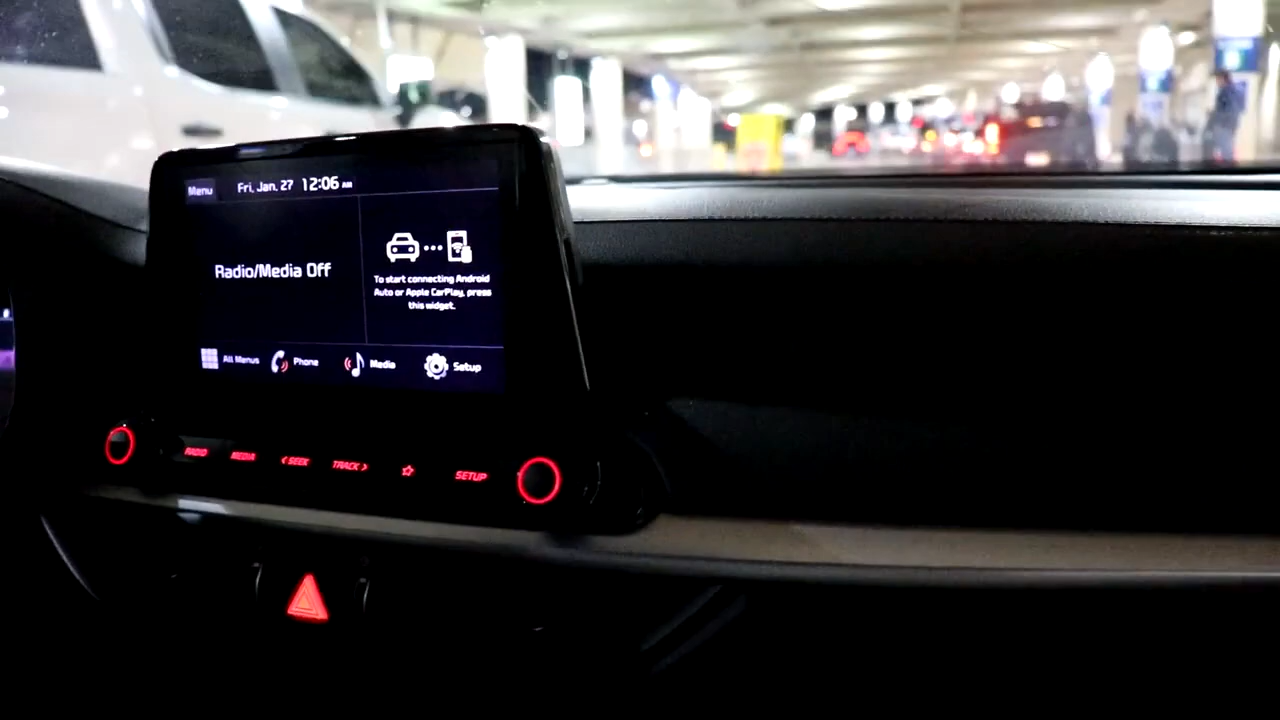 Menu Fri, Jan. 27 12:06 AM
Radio/Media Off
To start connecting Android
Auto or Apple CarPlay, press
this widget.
All Menus Phone Media Setup
RADIO MEDIA < SEEK TRACK > SETUP